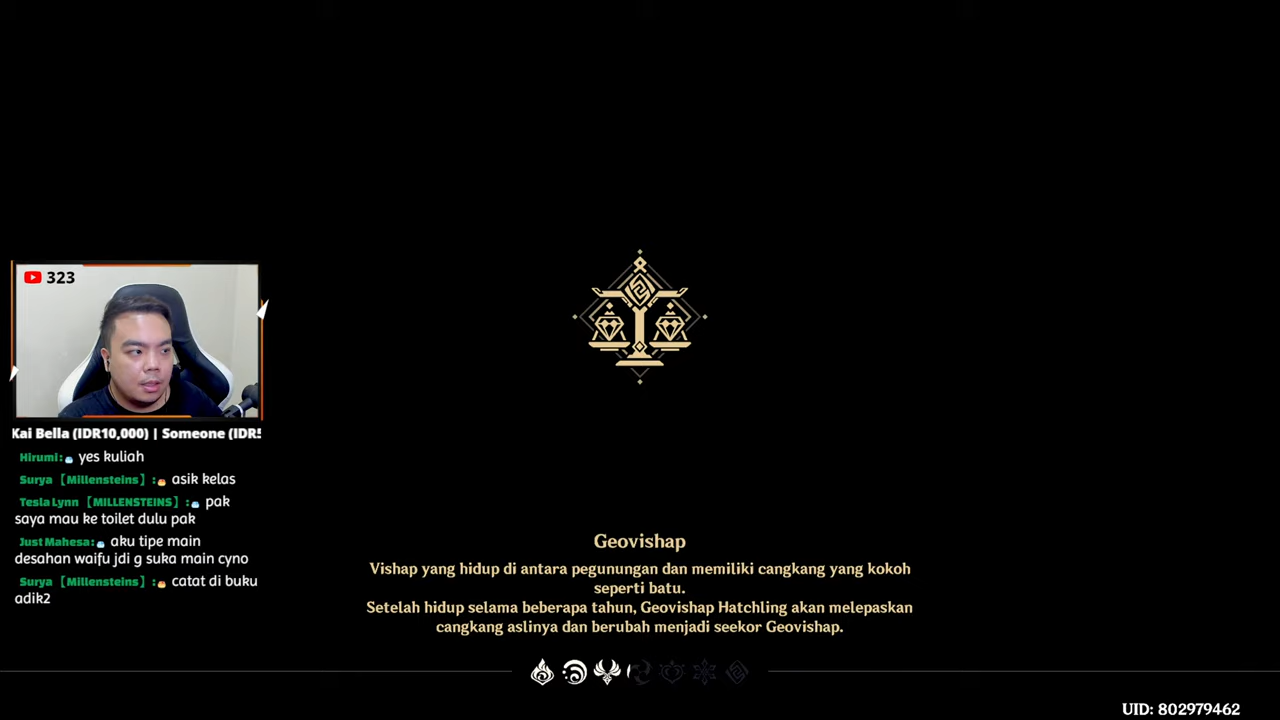 323
Kai Bella (IDR10,000) | Someone (IDR5
Hirumi: yes kuliah
Surya [Millensteins] : asik kelas
Tesla Lynn [MILLENSTEINS] : pak
saya mau ke toilet dulu pak
Just Mahesa: aku tipe main
desahan waifu jdi g suka main cyno
Surya [Millensteins] : catat di buku
adik2
Geovishap
Vishap yang hidup di antara pegunungan dan memiliki cangkang yang kokoh
seperti batu.
Setelah hidup selama beberapa tahun, Geovishap Hatchling akan melepaskan
cangkang aslinya dan berubah menjadi seekor Geovishap.
UID: 802979462